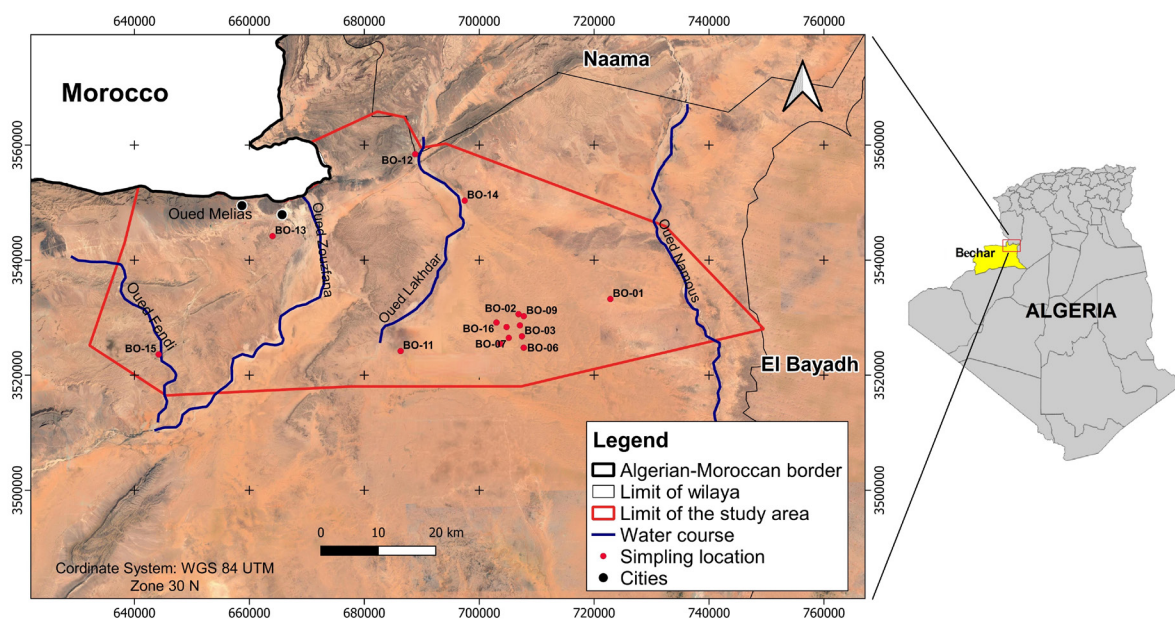 640000 660000 680000 700000 720000 740000 760000
Naama
Morocco
3560000 3560000
BO-12
BO-14
Oued Melias
BO-13
Oued Zouzfana
Oued Namous
3540000 3540000
Bechar
Oued Lakhdar
BO-01
ALGERIA
Oued Fendi
BO-02 BO-09
BO-16 BO-03
BO-15
BO-11
BO-07 BO-06
El Bayadh
3520000 3520000
Legend
Algerian-Moroccan border
Limit of wilaya
Limit of the study area
Water course
Simpling location
Cities
3500000 3500000
0 10 20 km
Cordinate System: WGS 84 UTM
Zone 30 N
640000 660000 680000 700000 720000 740000 760000